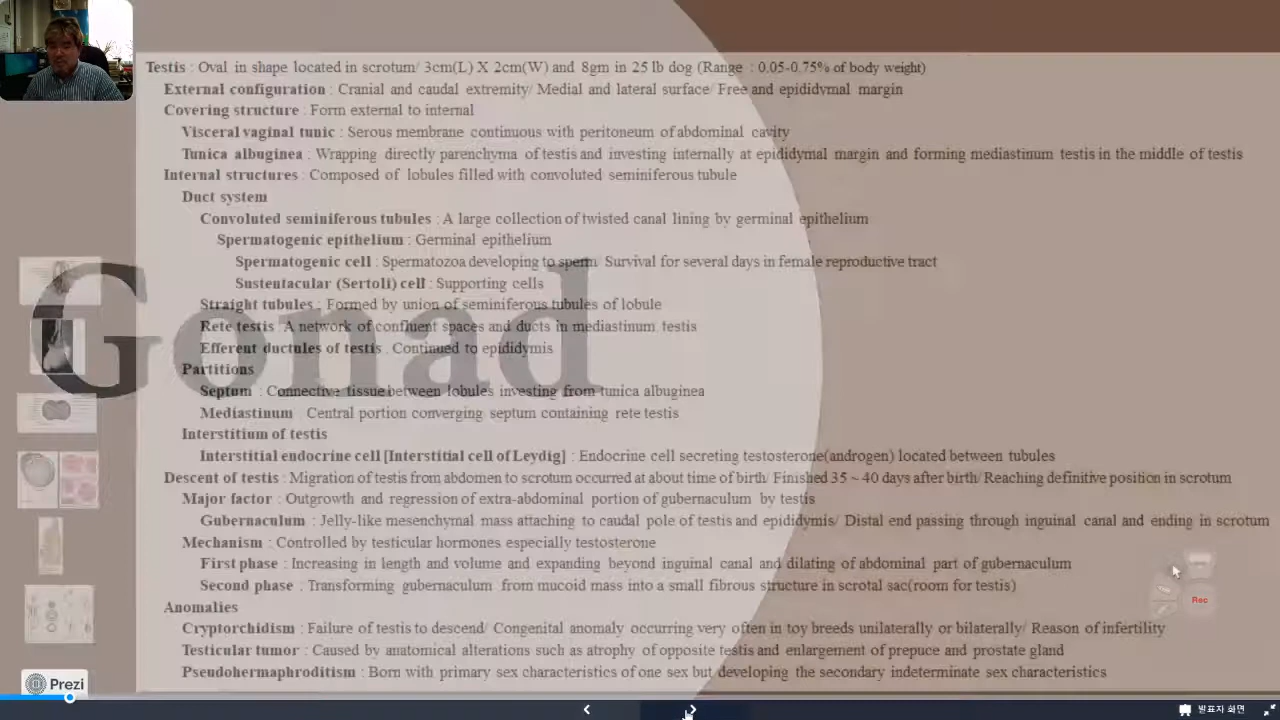 Testis : Oval in shape located in scrotum/ 3cm(L) X 2cm(W) and 8gm in 25 lb dog (Range : 0.05-0.75% of body weight)
External configuration : Cranial and caudal extremity/ Medial and lateral surface/ Free and epididymal margin
Covering structure : Form external to internal
Visceral vaginal tunic : Serous membrane continuous with peritoneum of abdominal cavity
Tunica albuginea : Wrapping directly parenchyma of testis and investing internally at epididymal margin and forming mediastinum testis in the middle of testis
Internal structures : Composed of lobules filled with convoluted seminiferous tubule
Duct system
Convoluted seminiferous tubules : A large collection of twisted canal lining by germinal epithelium
Spermatogenic epithelium : Germinal epithelium
Spermatogenic cell : Spermatozoa developing to sperm Survival for several days in female reproductive tract
Sustentacular (Sertoli) cell : Supporting cells
Straight tubules : Formed by union of seminiferous tubules of lobule
Rete testis A network of confluent spaces and ducts in mediastinum testis
Efferent ductules of testis . Continued to epididymis
Gonad
Partitions
Septum : Connective tissue between lobules investing from tunica albuginea
Mediastinum Central portion converging septum containing rete testis
Interstitium of testis
Interstitial endocrine cell [Interstitial cell of Leydig] : Endocrine cell secreting testosterone(androgen) located between tubules
Descent of testis : Migration of testis from abdomen to scrotum occurred at about time of birth/ Finished 35 ~ 40 days after birth/ Reaching definitive position in scrotum
Major factor : Outgrowth and regression of extra-abdominal portion of gubernaculum by testis
Gubernaculum : Jelly-like mesenchymal mass attaching to caudal pole of testis and epididymis/ Distal end passing through inguinal canal and ending in scrotum
Mechanism : Controlled by testicular hormones especially testosterone
First phase : Increasing in length and volume and expanding beyond inguinal canal and dilating of abdominal part of gubernaculum
Second phase : Transforming gubernaculum from mucoid mass into a small fibrous structure in scrotal sac(room for testis)
Rec
Anomalies
Cryptorchidism : Failure of testis to descend/ Congenital anomaly occurring very often in toy breeds unilaterally or bilaterally/ Reason of infertility
Testicular tumor : Caused by anatomical alterations such as atrophy of opposite testis and enlargement of prepuce and prostate gland
Pseudohermaphroditism : Born with primary sex characteristics of one sex but developing the secondary indeterminate sex characteristics
Prezi
발표자 화면